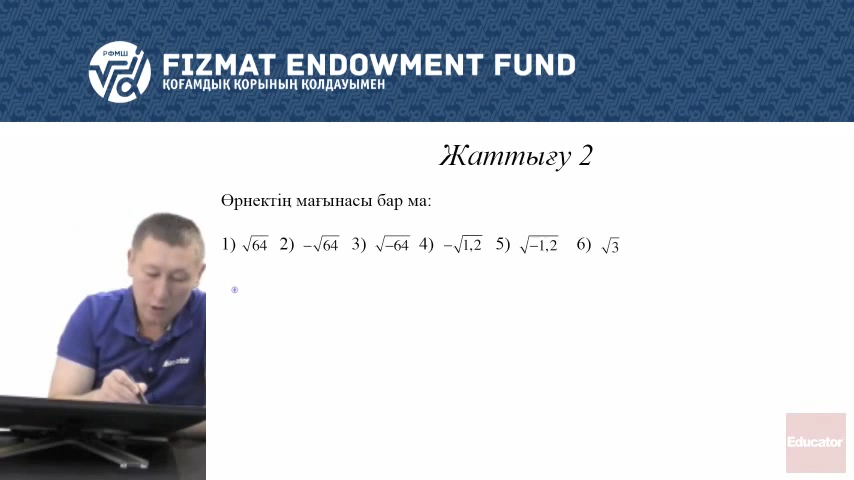 РФМШ
FIZMAT ENDOWMENT FUND
ҚОҒАМДЫҚ ҚОРЫНЫҢ ҚОЛДАУЫМЕН
Жаттығу 2
Өрнектің мағынасы бар ма:
1) √64 2) –√64 3) √–64 4) –√1,2 5) √–1,2 6) √3
Educator